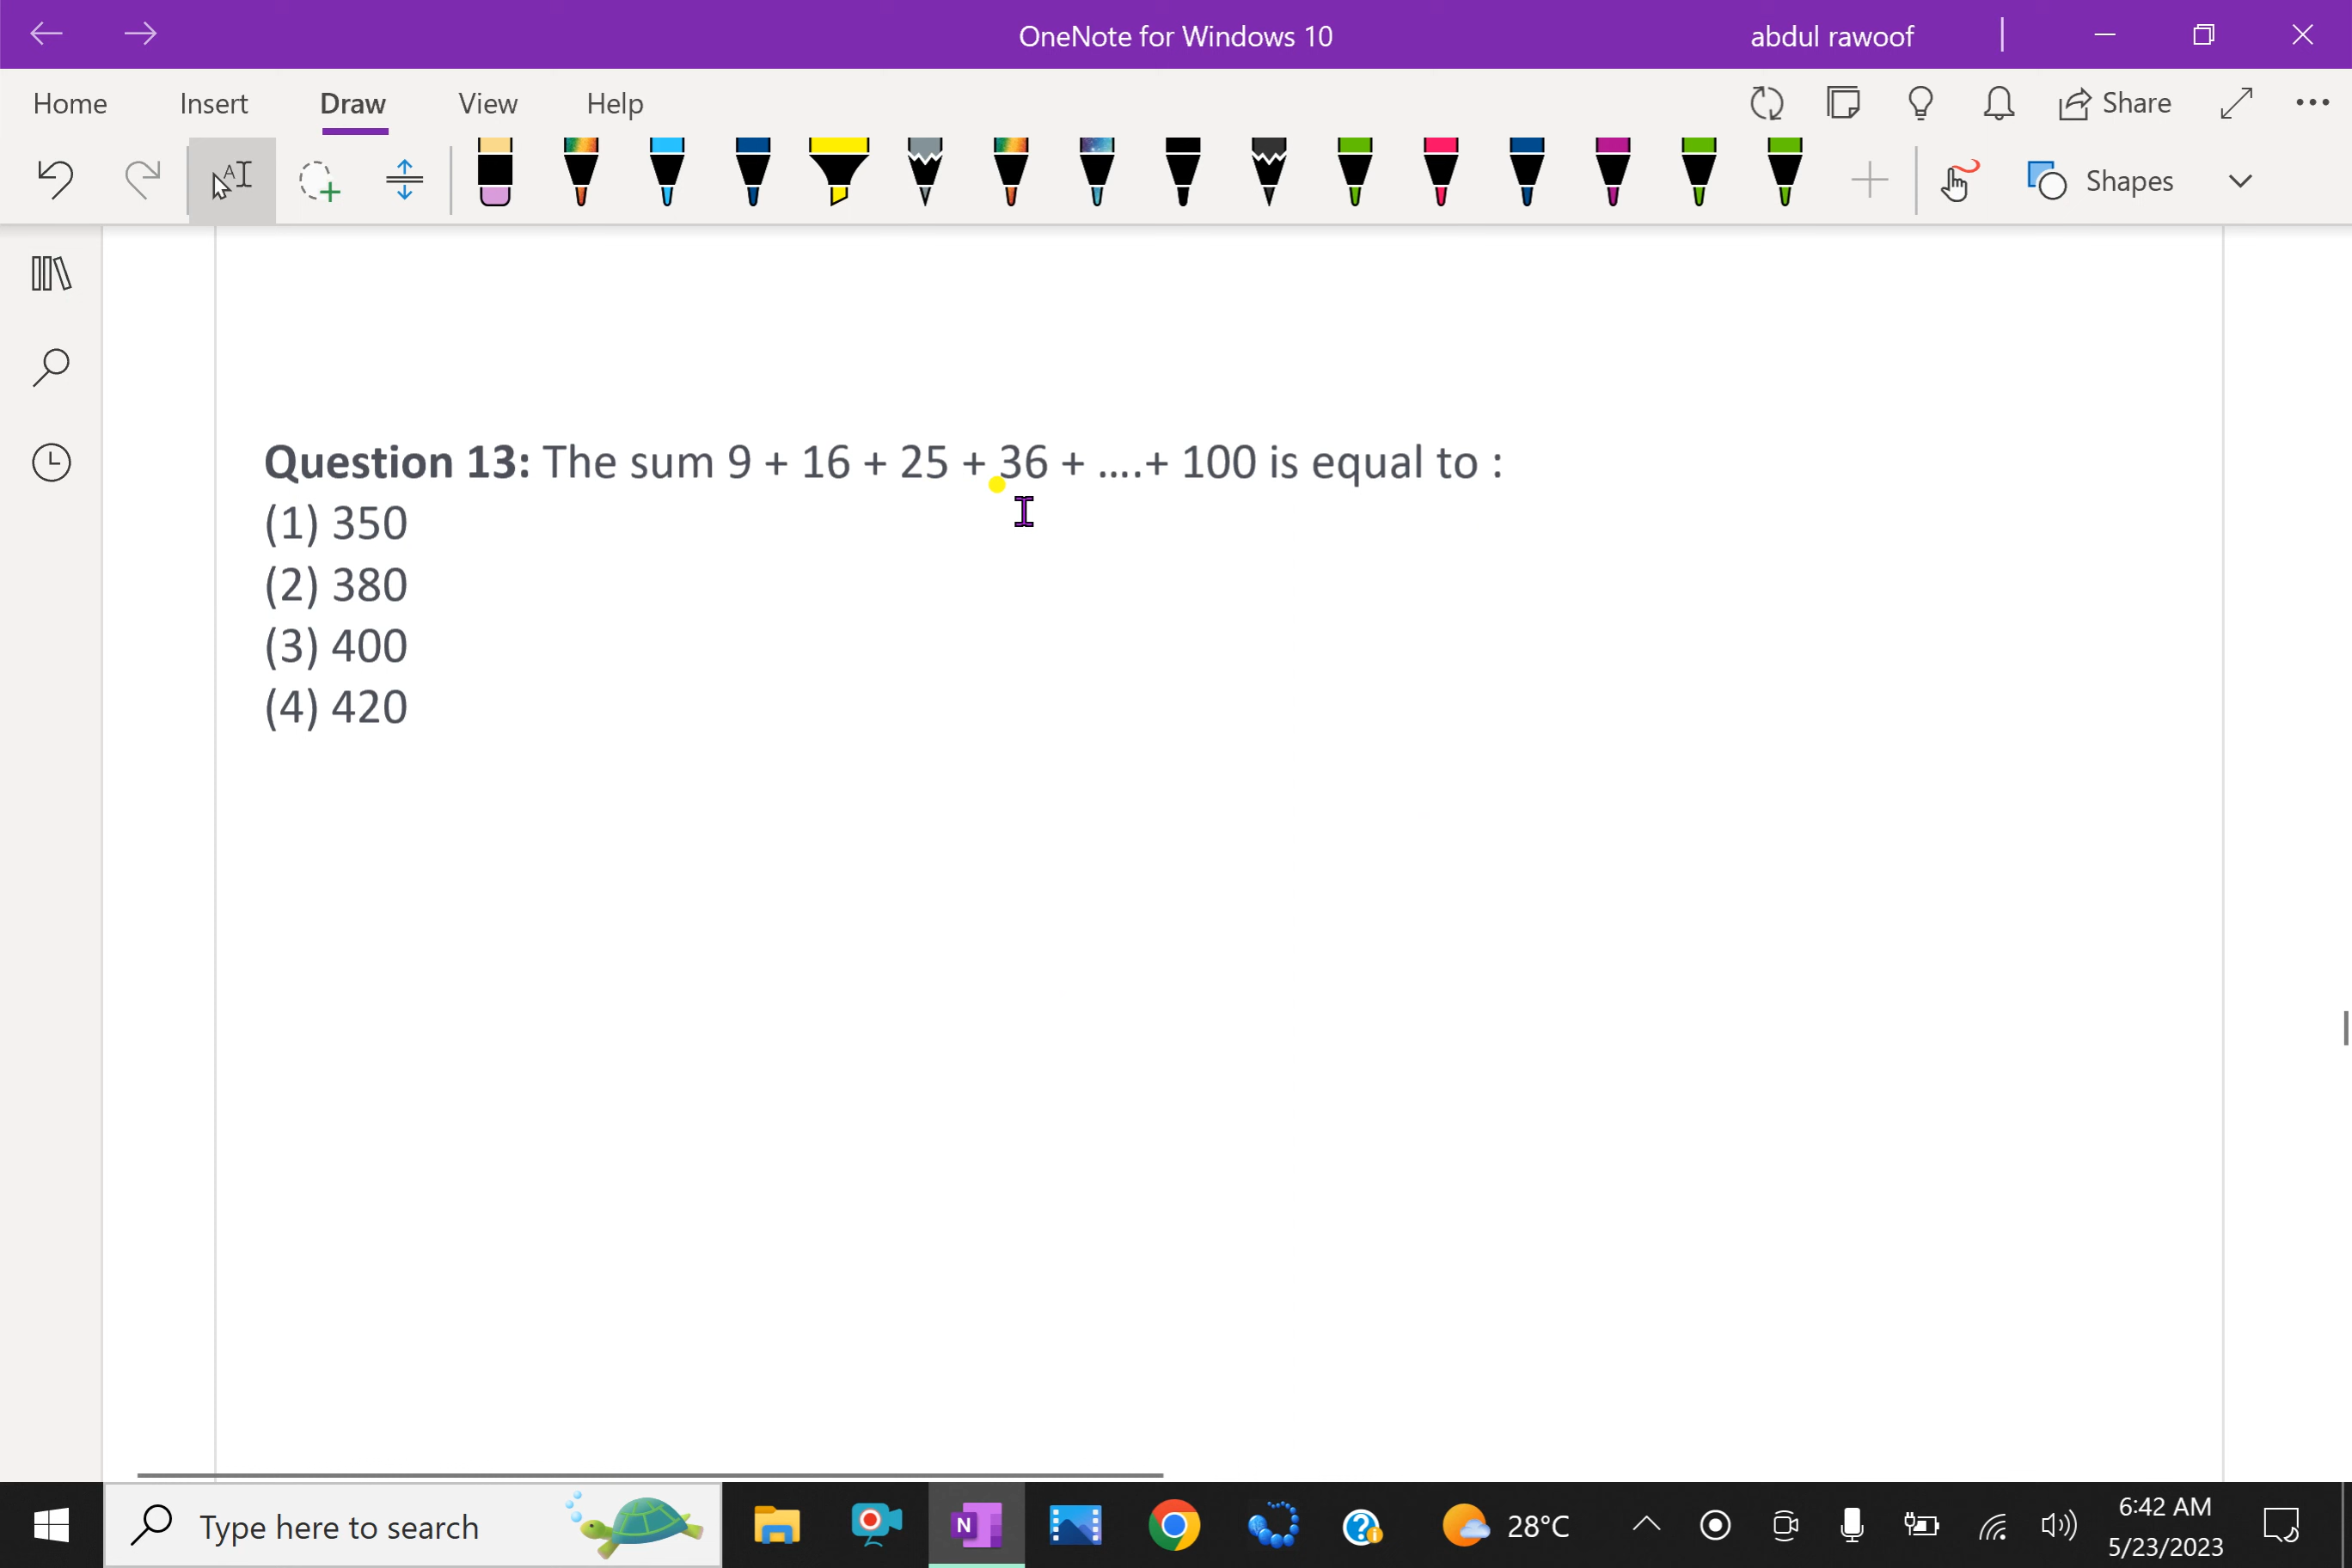 OneNote for Windows 10
abdul rawoof
Home Insert Draw View Help
Share
Shapes
Question 13: The sum 9 + 16 + 25 + 36 + ....+ 100 is equal to :
(1) 350
(2) 380
(3) 400
(4) 420
Type here to search
28°C
6:42 AM
5/23/2023